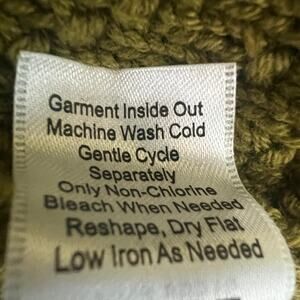 Garment Inside Out
Machine Wash Cold
Gentle Cycle
Separately
Only Non-Chlorine
Bleach When Needed
Reshape, Dry Flat
Low Iron As Needed